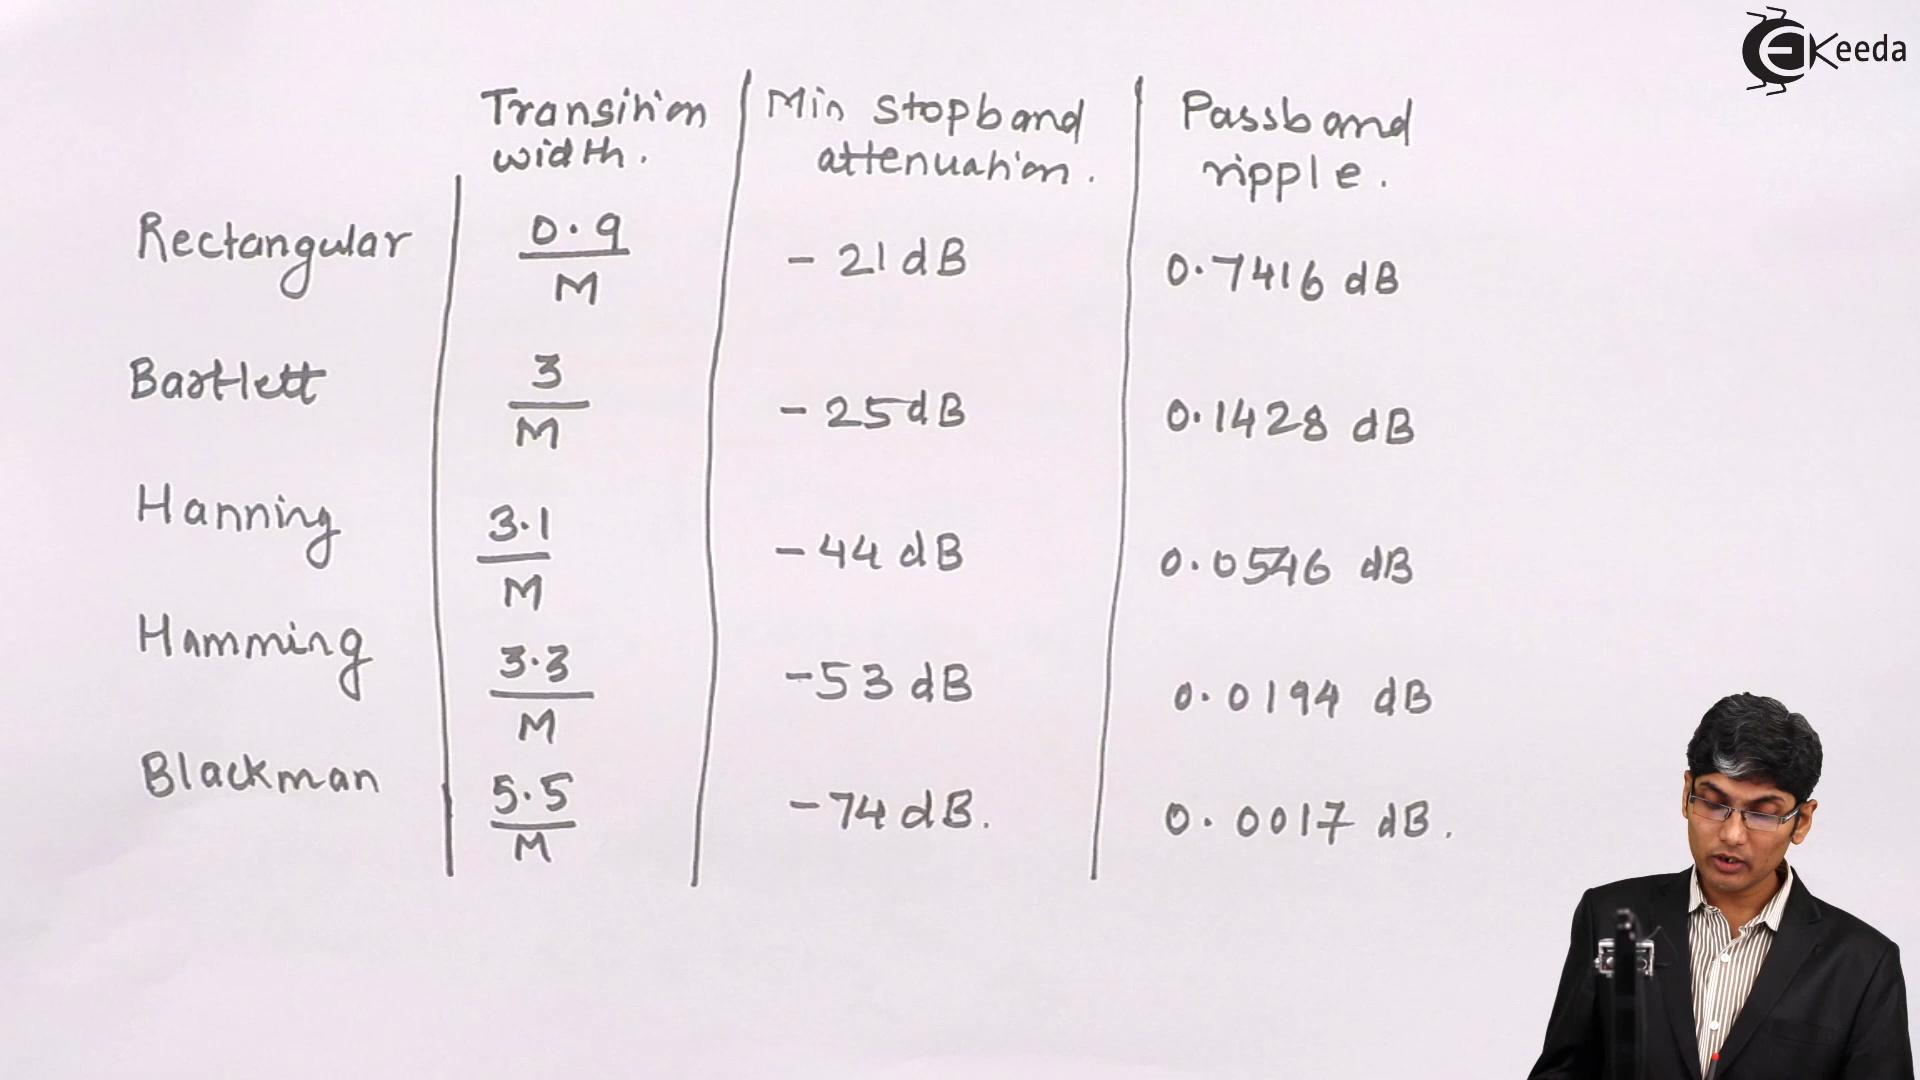 EKeeda
Transition width.
Min stopband attenuation.
Passband ripple.
Rectangular 0.9/M - 21 dB 0.7416 dB
Bartlett 3/M - 25 dB 0.1428 dB
Hanning 3.1/M - 44 dB 0.0546 dB
Hamming 3.3/M - 53 dB 0.0194 dB
Blackman 5.5/M - 74 dB. 0.0017 dB.